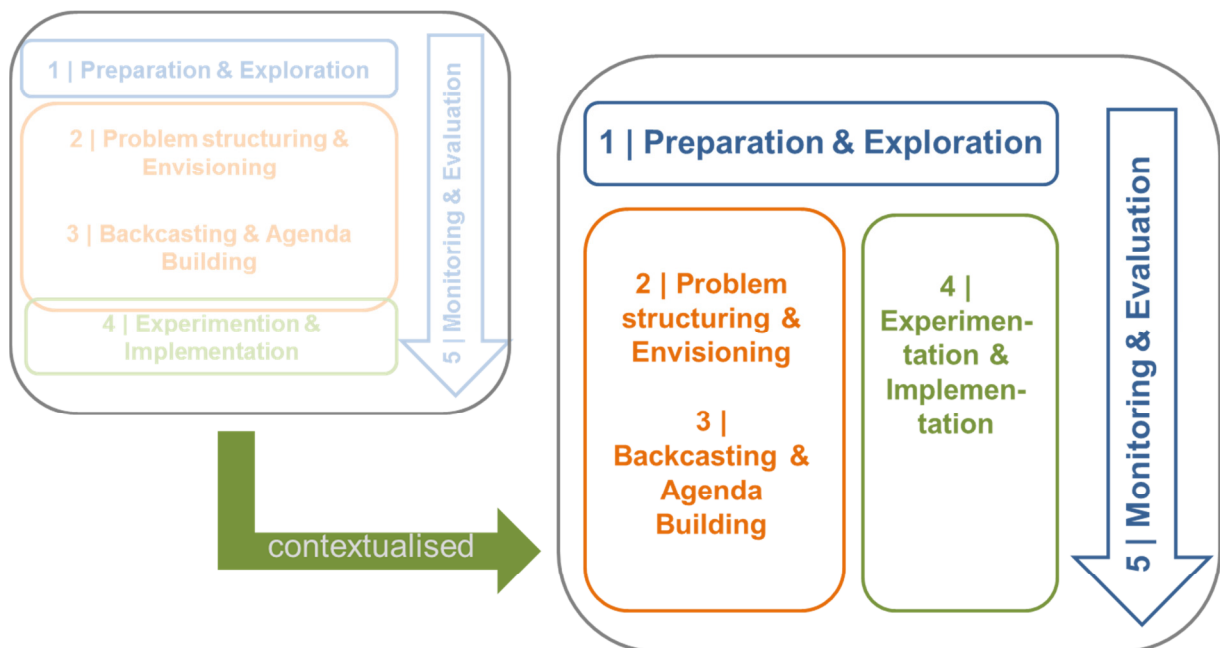 1 | Preparation & Exploration
2 | Problem structuring &
Envisioning
3 | Backcasting & Agenda
Building
4 | Experimention &
Implementation
5 | Monitoring & Evaluation
contextualised
1 | Preparation & Exploration
2 | Problem
structuring &
Envisioning
3 |
Backcasting &
Agenda
Building
4 |
Experimen-
tation &
Implemen-
tation
5 | Monitoring & Evaluation